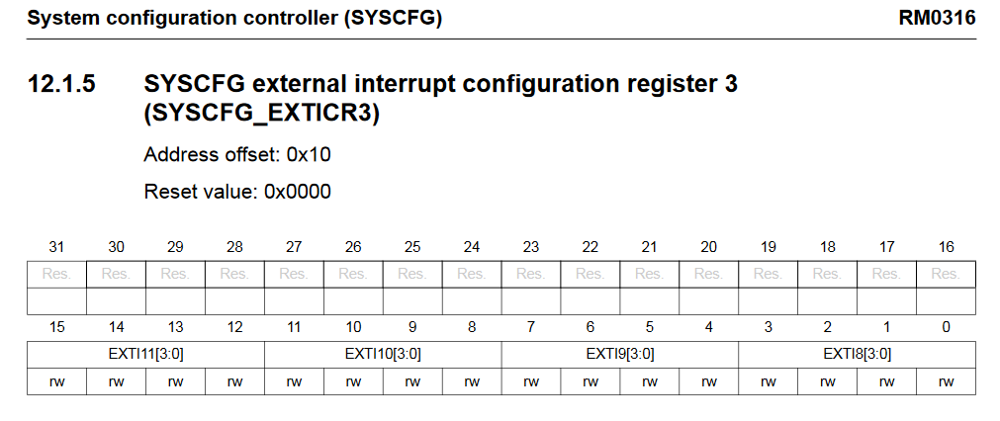 System configuration controller (SYSCFG) RM0316
12.1.5 SYSCFG external interrupt configuration register 3
(SYSCFG_EXTICR3)
Address offset: 0x10
Reset value: 0x0000
31 30 29 28 27 26 25 24 23 22 21 20 19 18 17 16
Res. Res. Res. Res. Res. Res. Res. Res. Res. Res. Res. Res. Res. Res. Res. Res.
15 14 13 12 11 10 9 8 7 6 5 4 3 2 1 0
EXTI11[3:0] EXTI10[3:0] EXTI9[3:0] EXTI8[3:0]
rw rw rw rw rw rw rw rw rw rw rw rw rw rw rw rw